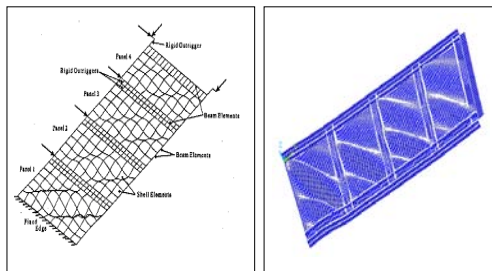 Rigid Outrigger
Panel 4
Rigid Outriggers
Panel 3
Beam Elements
Panel 2
Beam Elements
Panel 1
Shell Elements
Fixed
Edge